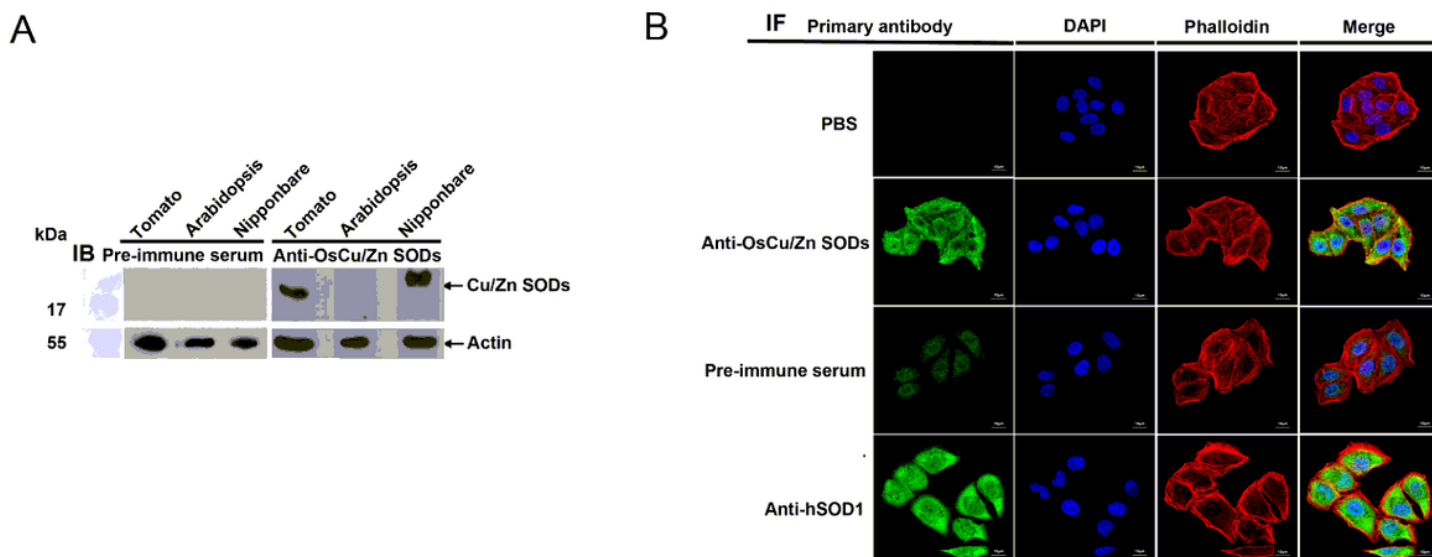 A
Tomato
Arabidopsis
Nipponbare
Tomato
Arabidopsis
Nipponbare
kDa
IB Pre-immune serum Anti-OsCu/Zn SODs
Cu/Zn SODs
17
55
Actin
B
IF Primary antibody DAPI Phalloidin Merge
PBS
Anti-OsCu/Zn SODs
Pre-immune serum
Anti-hSOD1